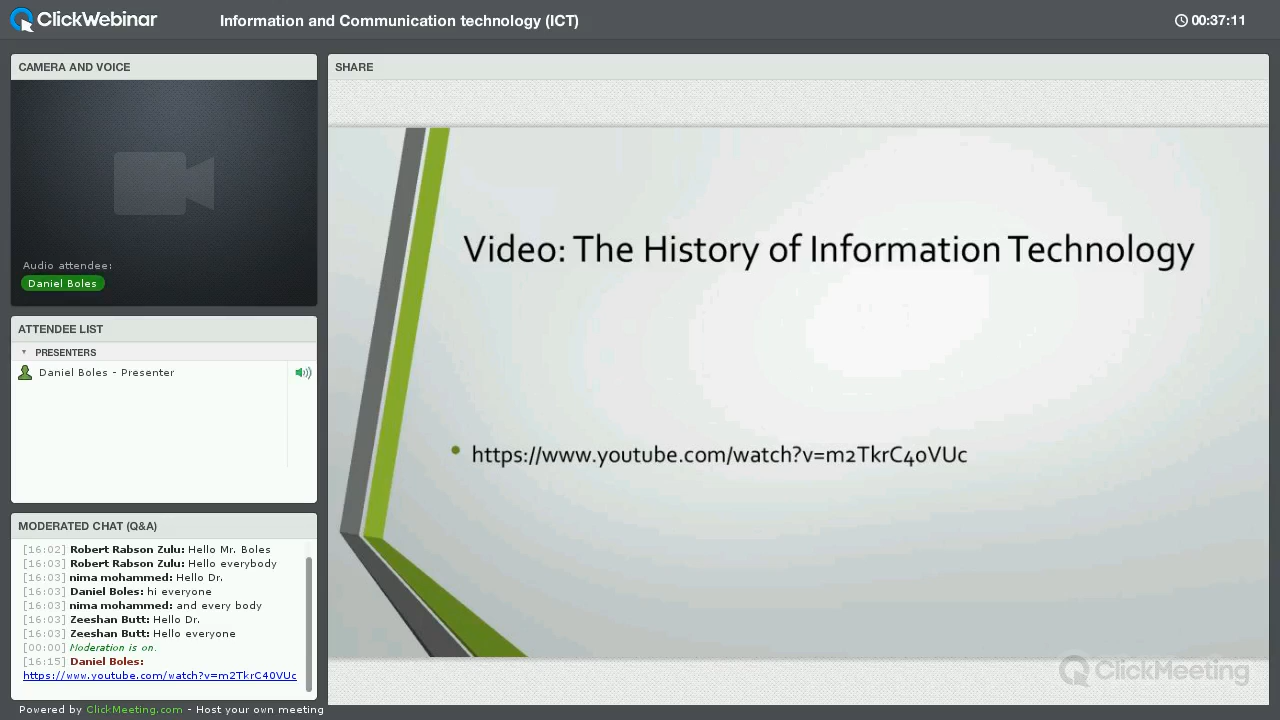 ClickWebinar
Information and Communication technology (ICT)
00:37:11
CAMERA AND VOICE
Audio attendee:
Daniel Boles
ATTENDEE LIST
PRESENTERS
Daniel Boles - Presenter
MODERATED CHAT (Q&A)
[16:02] Robert Rabson Zulu: Hello Mr. Boles
[16:03] Robert Rabson Zulu: Hello everybody
[16:03] nima mohammed: Hello Dr.
[16:03] Daniel Boles: hi everyone
[16:03] nima mohammed: and every body
[16:03] Zeeshan Butt: Hello Dr.
[16:03] Zeeshan Butt: Hello everyone
[00:00] Moderation is on.
[16:15] Daniel Boles:
https://www.youtube.com/watch?v=m2TkrC40VUc
Powered by ClickMeeting.com - Host your own meeting
SHARE
Video: The History of Information Technology
• https://www.youtube.com/watch?v=m2TkrC40VUc
ClickMeeting